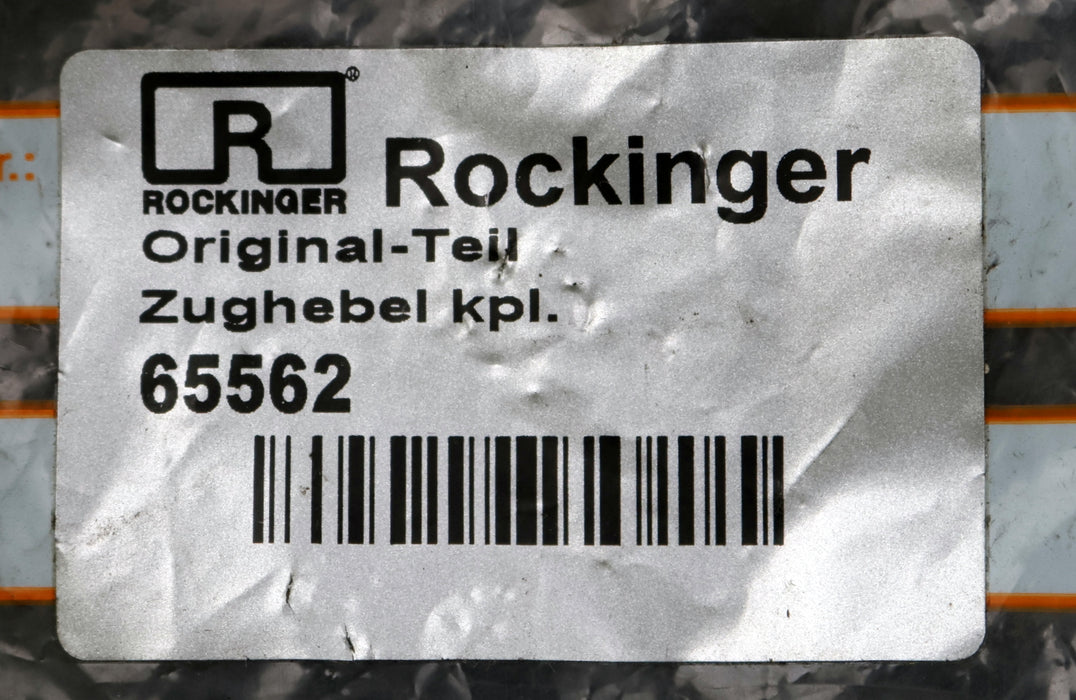 R®
ROCKINGER
Rockinger
Original-Teil
Zughebel kpl.
65562
r.: